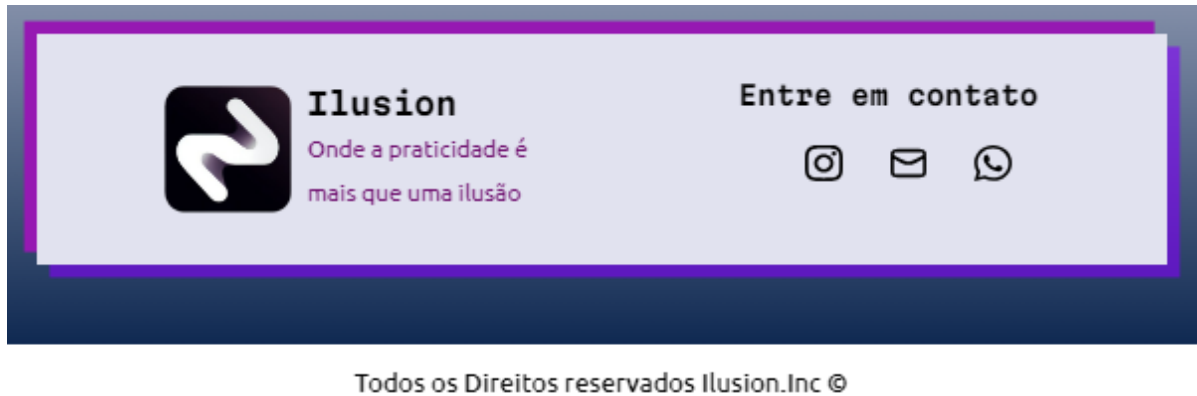 Ilusion
Onde a praticidade é
mais que uma ilusão
Entre em contato
Todos os Direitos reservados Ilusion.Inc ©